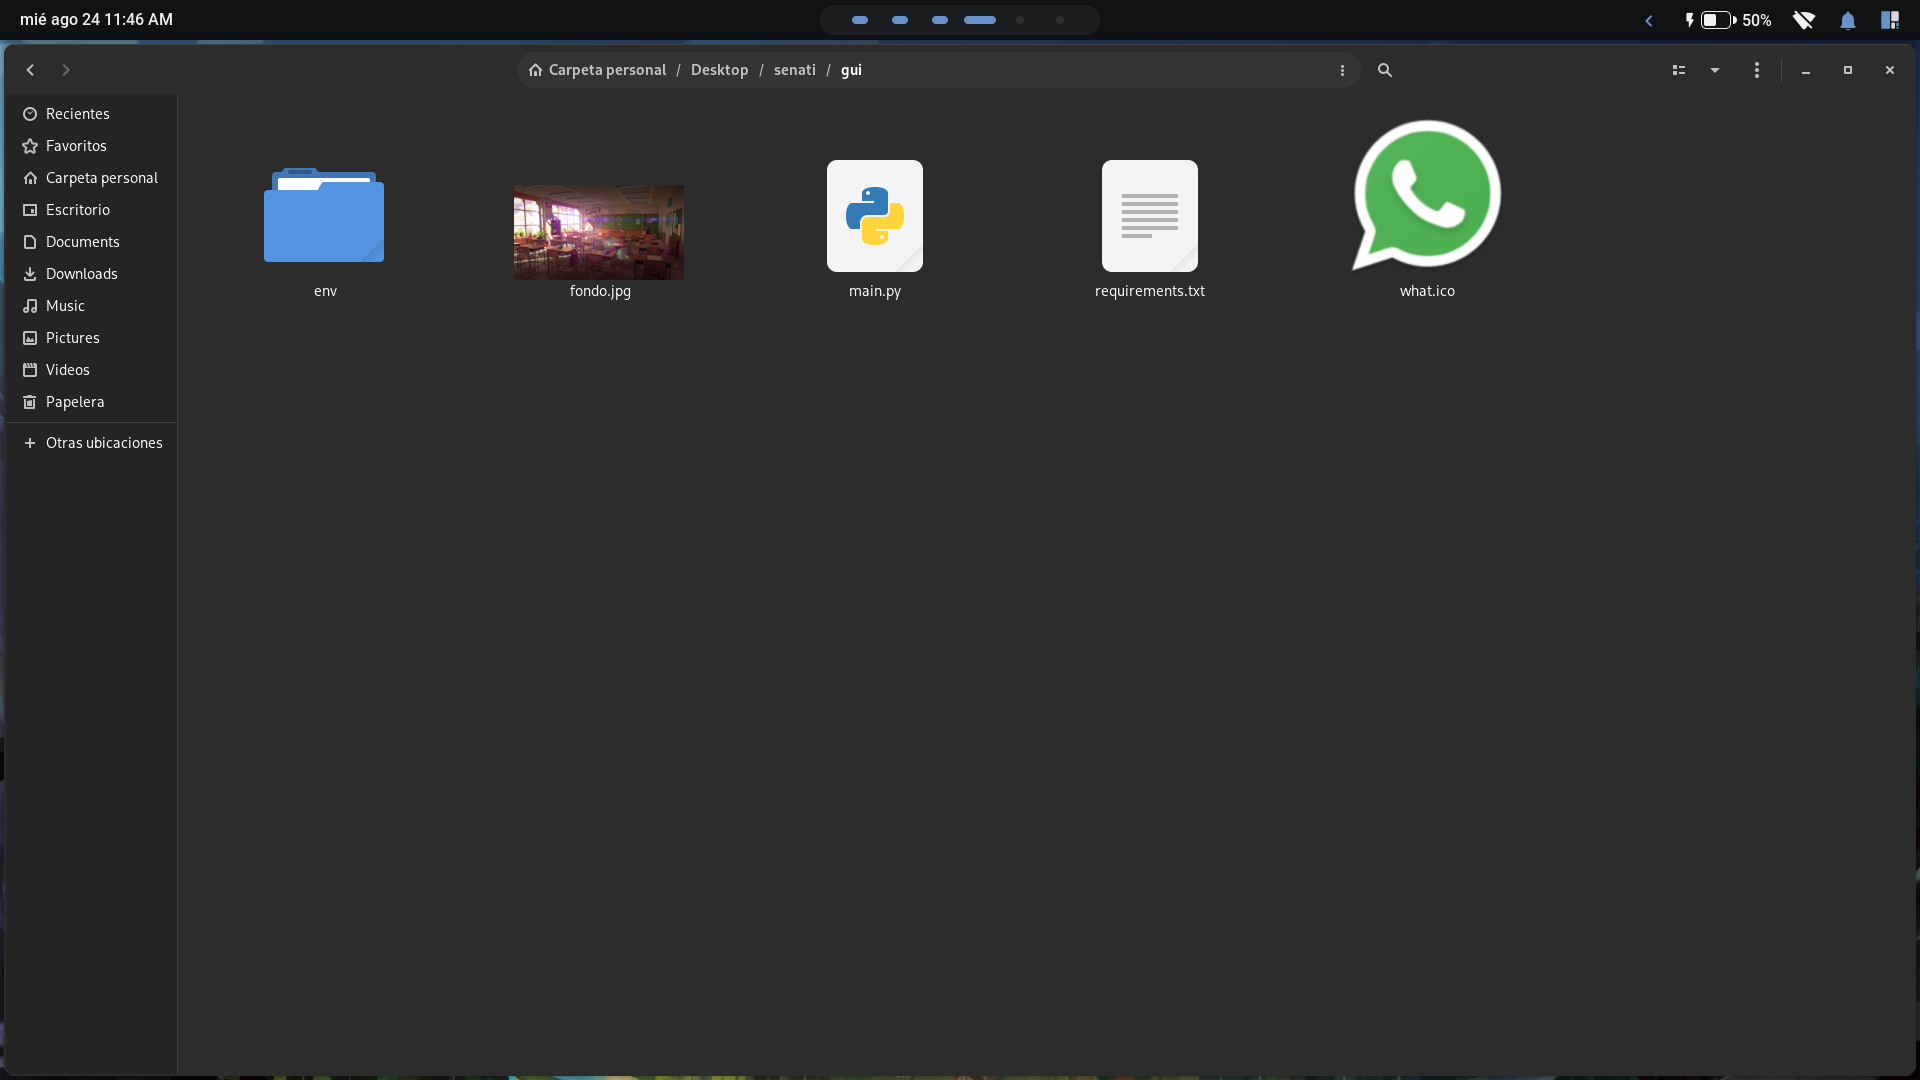 mié ago 24 11:46 AM
50%
Carpeta personal / Desktop / senati / gui
Recientes
Favoritos
Carpeta personal
Escritorio
Documents
Downloads
Music
Pictures
Videos
Papelera
Otras ubicaciones
env
fondo.jpg
main.py
requirements.txt
what.ico